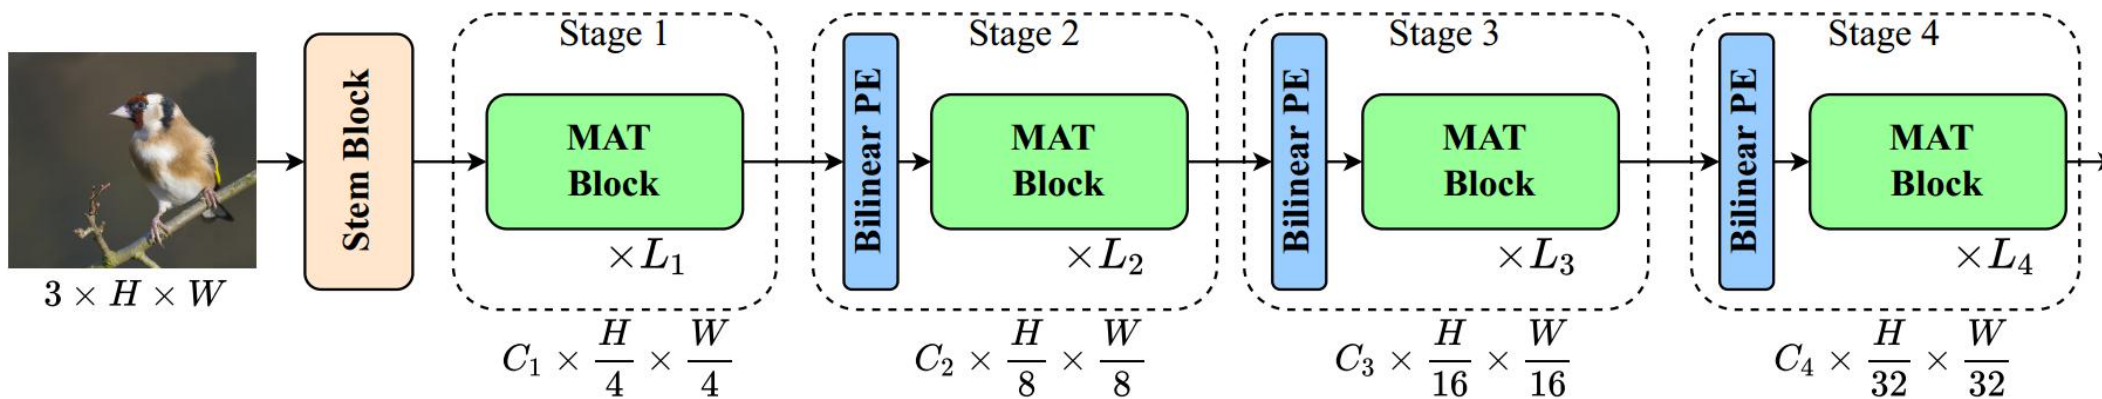 Stage 1
Stage 2
Stage 3
Stage 4
Stem Block
MAT
Block
× L₁
Bilinear PE
MAT
Block
× L₂
Bilinear PE
MAT
Block
× L₃
Bilinear PE
MAT
Block
× L₄
3 × H × W
C₁ × H/4 × W/4
C₂ × H/8 × W/8
C₃ × H/16 × W/16
C₄ × H/32 × W/32